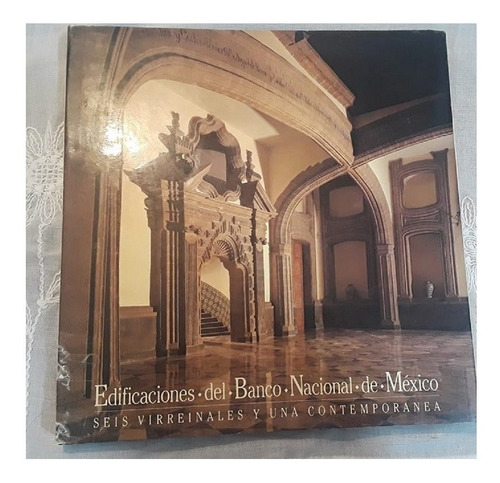 Edificaciones·del·Banco·Nacional·de·México
SEIS VIRREINALES Y UNA CONTEMPORANEA